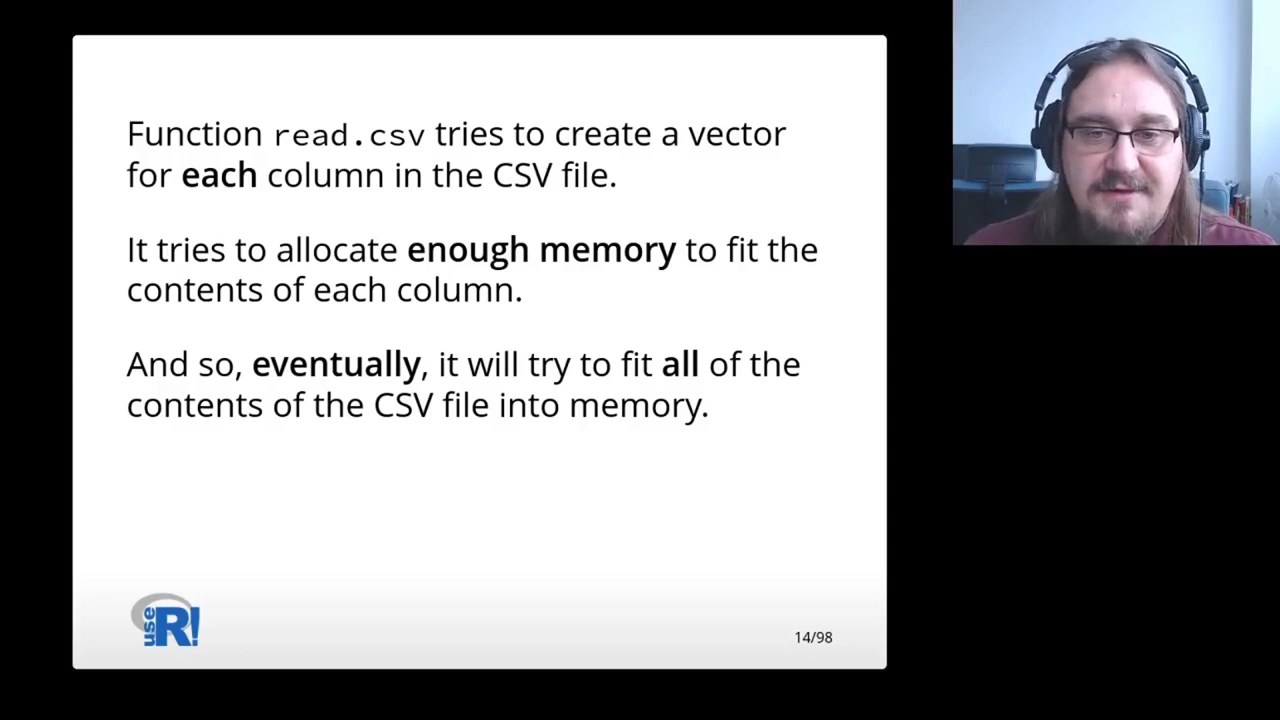 Function read.csv tries to create a vector
for each column in the CSV file.
It tries to allocate enough memory to fit the
contents of each column.
And so, eventually, it will try to fit all of the
contents of the CSV file into memory.
use R!
14/98